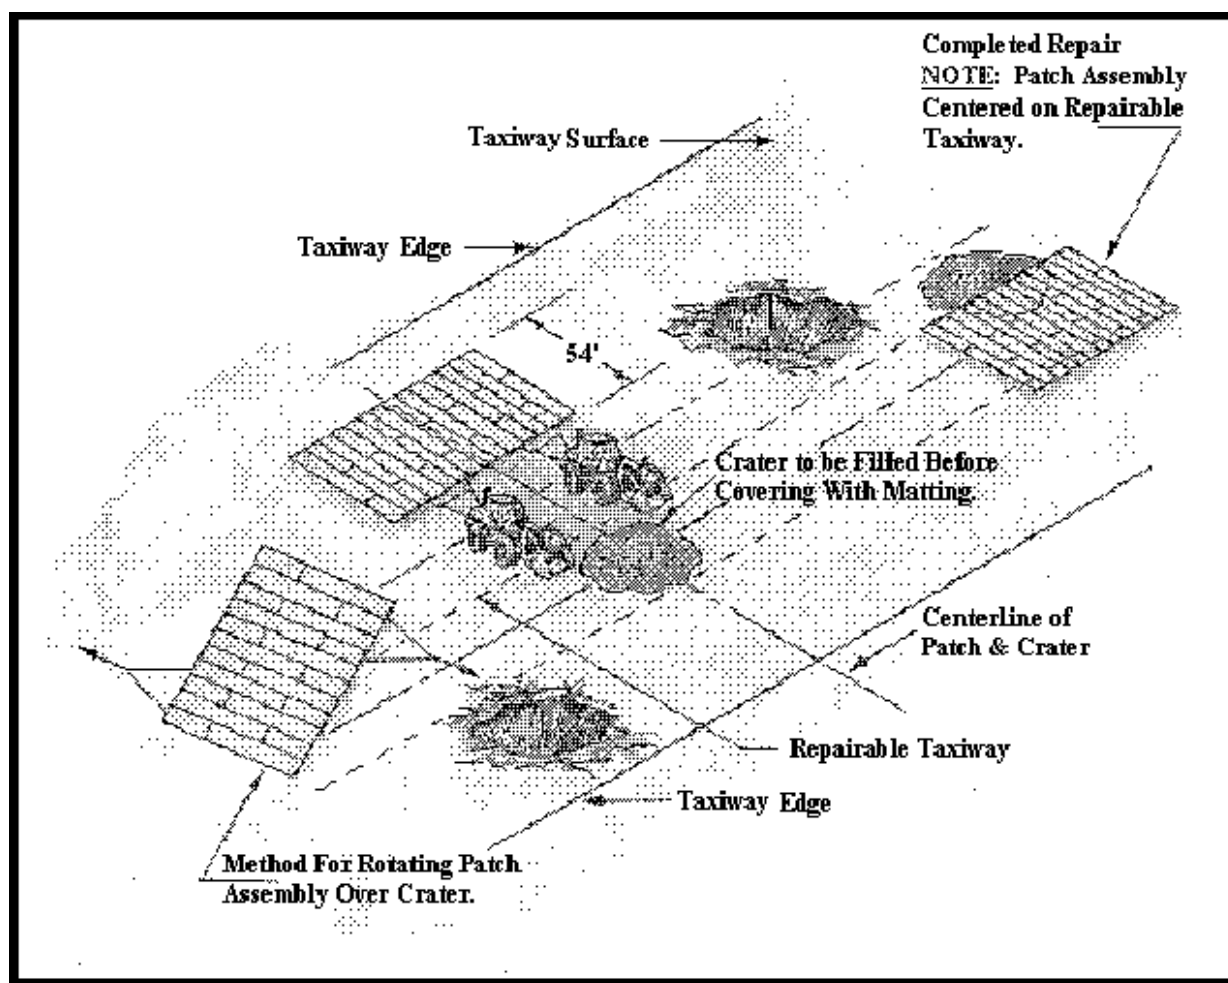 Completed Repair
NOTE: Patch Assembly
Centered on Repairable
Taxiway.
Taxiway Surface
Taxiway Edge
54'
Crater to be Filled Before
Covering With Matting.
Centerline of
Patch & Crater
Repairable Taxiway
Taxiway Edge
Method For Rotating Patch
Assembly Over Crater.